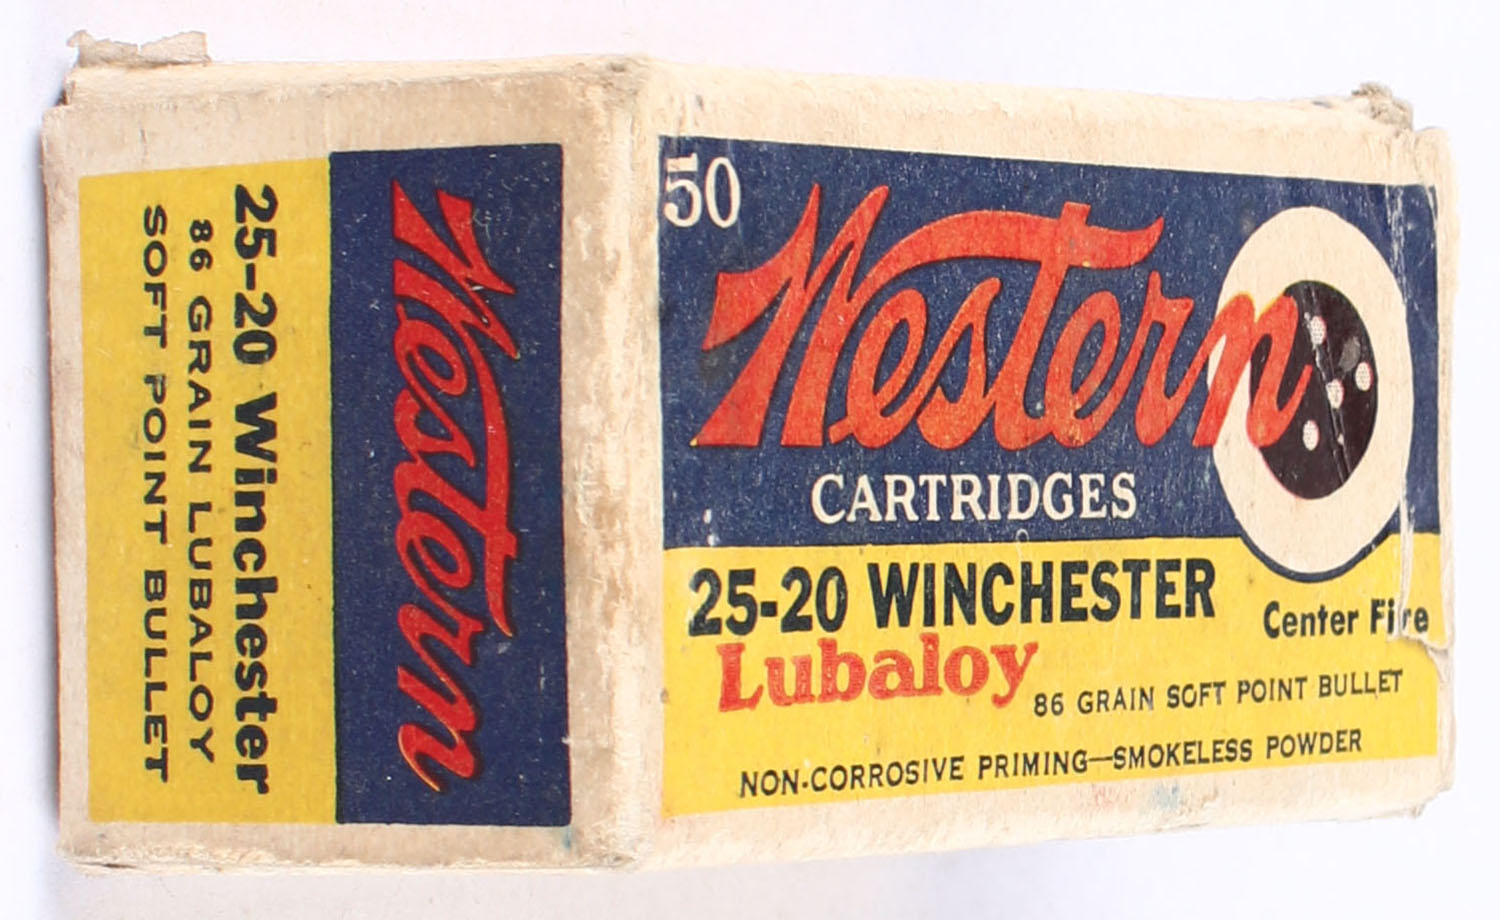 50
Western
CARTRIDGES
25-20 WINCHESTER
Center Fire
Lubaloy
86 GRAIN SOFT POINT BULLET
NON-CORROSIVE PRIMING—SMOKELESS POWDER
Western
25-20 Winchester
86 GRAIN LUBALOY
SOFT POINT BULLET